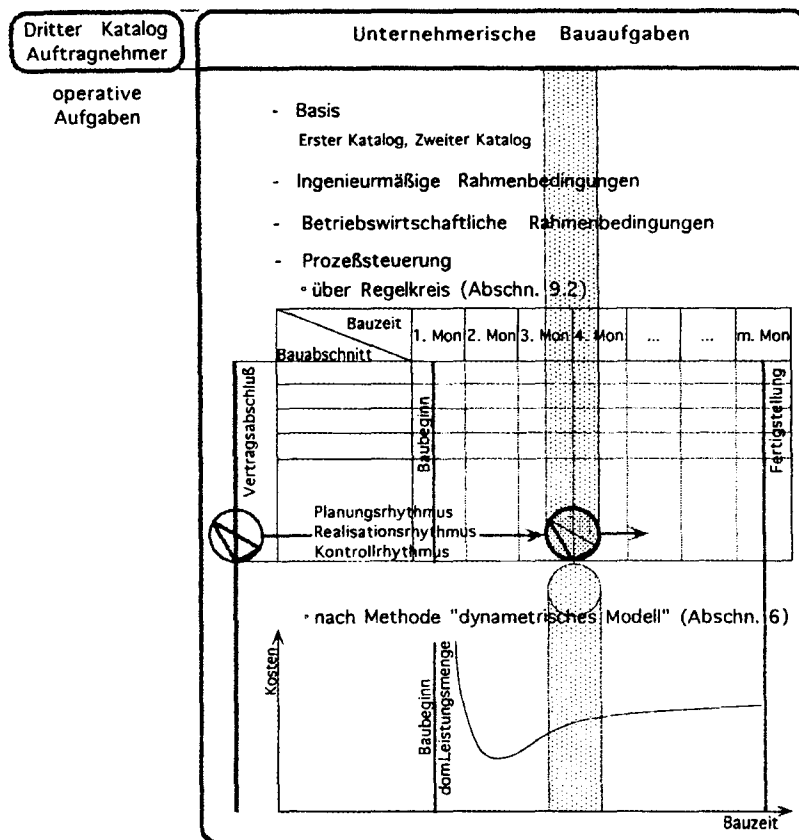 Dritter Katalog
Auftragnehmer
Unternehmerische Bauaufgaben
operative
Aufgaben
- Basis
Erster Katalog, Zweiter Katalog
- Ingenieurmäßige Rahmenbedingungen
- Betriebswirtschaftliche Rahmenbedingungen
- Prozeßsteuerung
° über Regelkreis (Abschn. 9.2)
Bauzeit
Bauabschnitt
1. Mon
2. Mon
3. Mon
4. Mon
...
...
m. Mon
Vertragsabschluß
Baubeginn
Fertigstellung
Planungsrhythmus
Realisationsrhythmus
Kontrollrhythmus
° nach Methode "dynametrisches Modell" (Abschn. 6)
Kosten
Baubeginn
domLeistungsmenge
Bauzeit